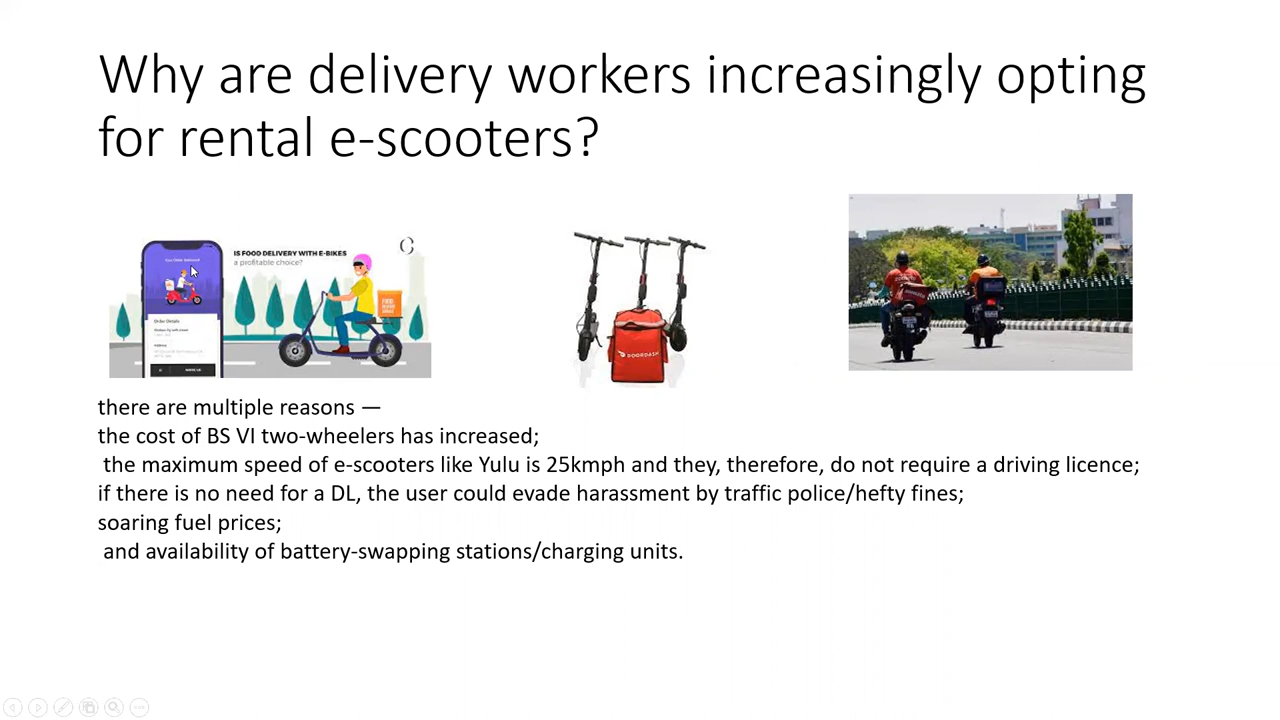 Why are delivery workers increasingly opting
for rental e-scooters?
IS FOOD DELIVERY WITH E-BIKES
a profitable choice?
Order Details
FOOD
DOORDASH
there are multiple reasons —
the cost of BS VI two-wheelers has increased;
the maximum speed of e-scooters like Yulu is 25kmph and they, therefore, do not require a driving licence;
if there is no need for a DL, the user could evade harassment by traffic police/hefty fines;
soaring fuel prices;
and availability of battery-swapping stations/charging units.